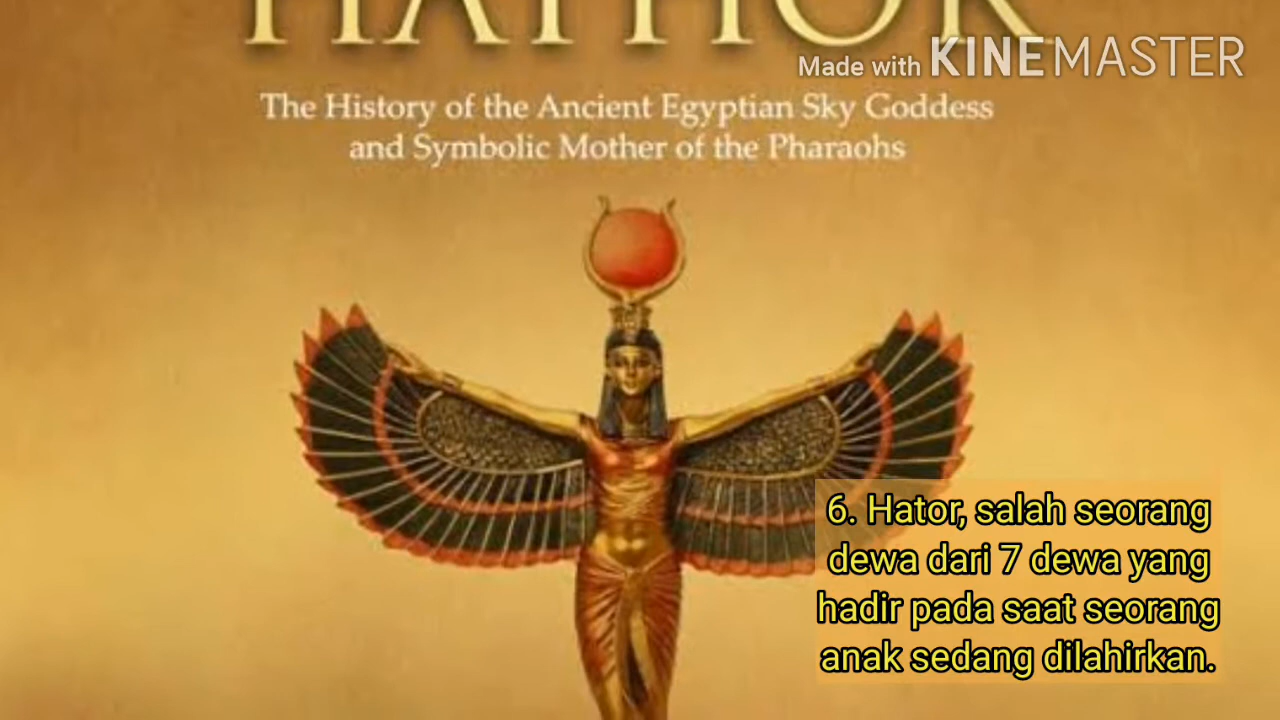 HATHOR
Made with KINEMASTER
The History of the Ancient Egyptian Sky Goddess
and Symbolic Mother of the Pharaohs
6. Hator, salah seorang
dewa dari 7 dewa yang
hadir pada saat seorang
anak sedang dilahirkan.